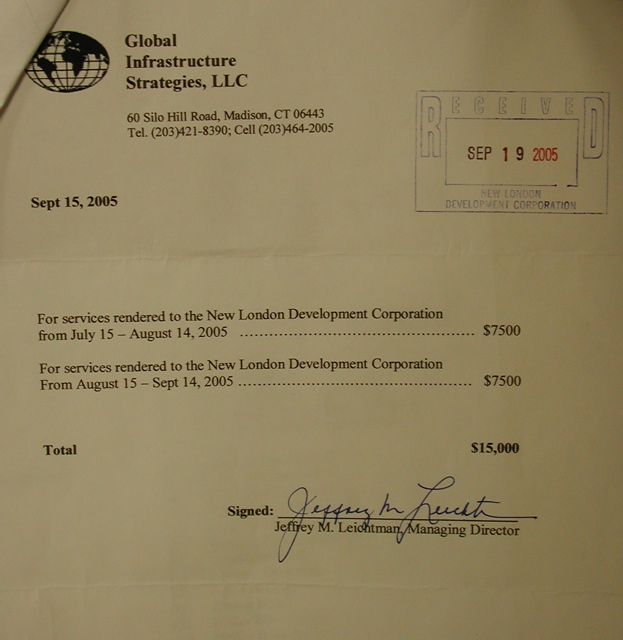 Global
Infrastructure
Strategies, LLC
60 Silo Hill Road, Madison, CT 06443
Tel. (203)421-8390; Cell (203)464-2005
RECEIVED
SEP 19 2005
NEW LONDON
DEVELOPMENT CORPORATION
Sept 15, 2005
For services rendered to the New London Development Corporation
from July 15 – August 14, 2005 ................................................ $7500
For services rendered to the New London Development Corporation
From August 15 – Sept 14, 2005 ............................................... $7500
Total $15,000
Signed: Jeffrey M Leichtman
Jeffrey M. Leichtman, Managing Director